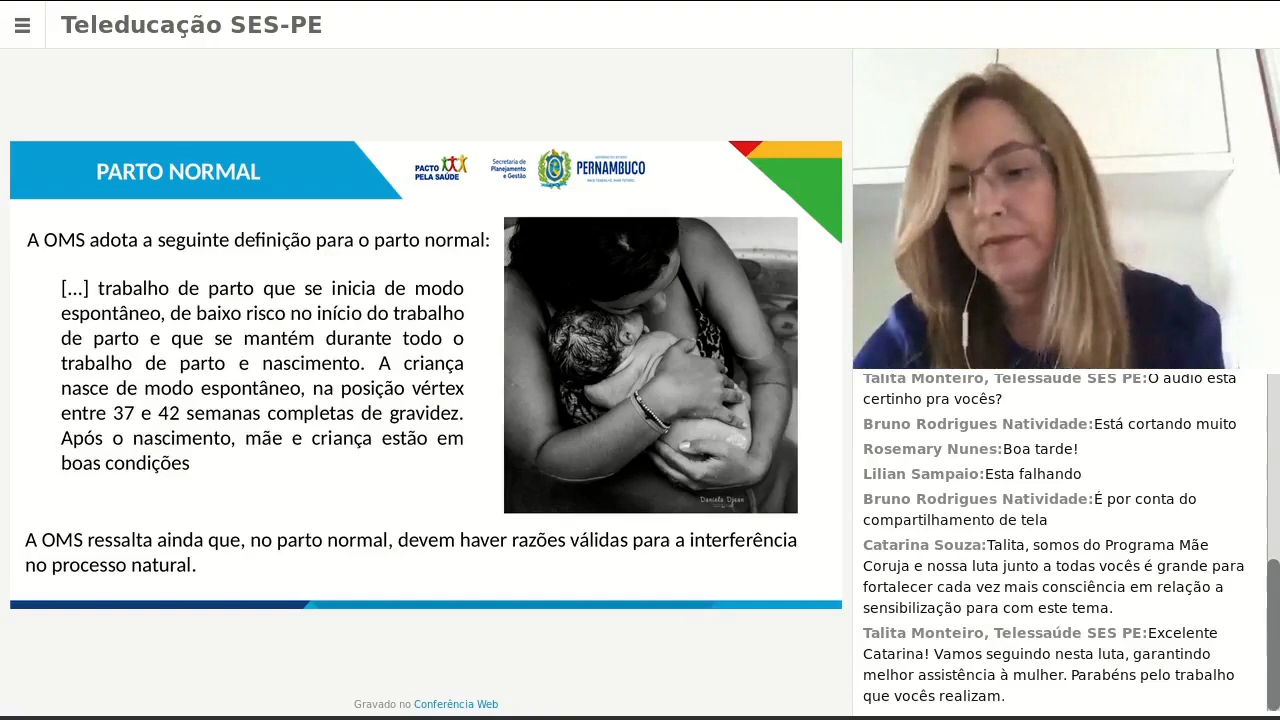 Teleducação SES-PE
PARTO NORMAL
PACTO
PELA SAÚDE
Secretaria de
Planejamento
e Gestão
PERNAMBUCO
A OMS adota a seguinte definição para o parto normal:
[...] trabalho de parto que se inicia de modo
espontâneo, de baixo risco no início do trabalho
de parto e que se mantém durante todo o
trabalho de parto e nascimento. A criança
nasce de modo espontâneo, na posição vértex
entre 37 e 42 semanas completas de gravidez.
Após o nascimento, mãe e criança estão em
boas condições
Daniela Djean
A OMS ressalta ainda que, no parto normal, devem haver razões válidas para a interferência
no processo natural.
Gravado no Conferência Web
Talita Monteiro, Telessaúde SES PE:O áudio está
certinho pra vocês?
Bruno Rodrigues Natividade:Está cortando muito
Rosemary Nunes:Boa tarde!
Lilian Sampaio:Esta falhando
Bruno Rodrigues Natividade:É por conta do
compartilhamento de tela
Catarina Souza:Talita, somos do Programa Mãe
Coruja e nossa luta junto a todas vocês é grande para
fortalecer cada vez mais consciência em relação a
sensibilização para com este tema.
Talita Monteiro, Telessaúde SES PE:Excelente
Catarina! Vamos seguindo nesta luta, garantindo
melhor assistência à mulher. Parabéns pelo trabalho
que vocês realizam.